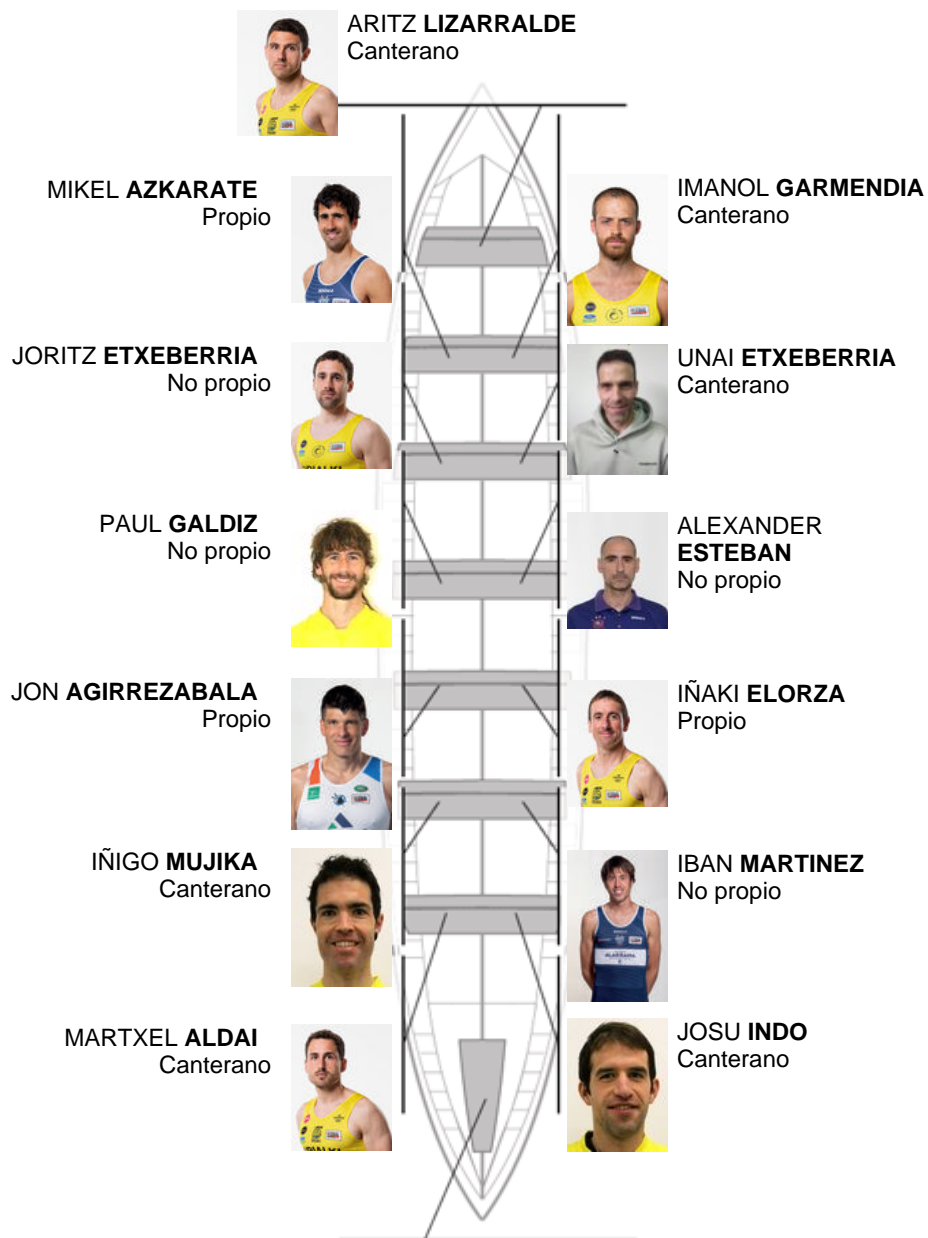 ARITZ LIZARRALDE
Canterano
MIKEL AZKARATE
Propio
IMANOL GARMENDIA
Canterano
JORITZ ETXEBERRIA
No propio
UNAI ETXEBERRIA
Canterano
PAUL GALDIZ
No propio
ALEXANDER
ESTEBAN
No propio
JON AGIRREZABALA
Propio
IÑAKI ELORZA
Propio
IÑIGO MUJIKA
Canterano
IBAN MARTINEZ
No propio
MARTXEL ALDAI
Canterano
JOSU INDO
Canterano